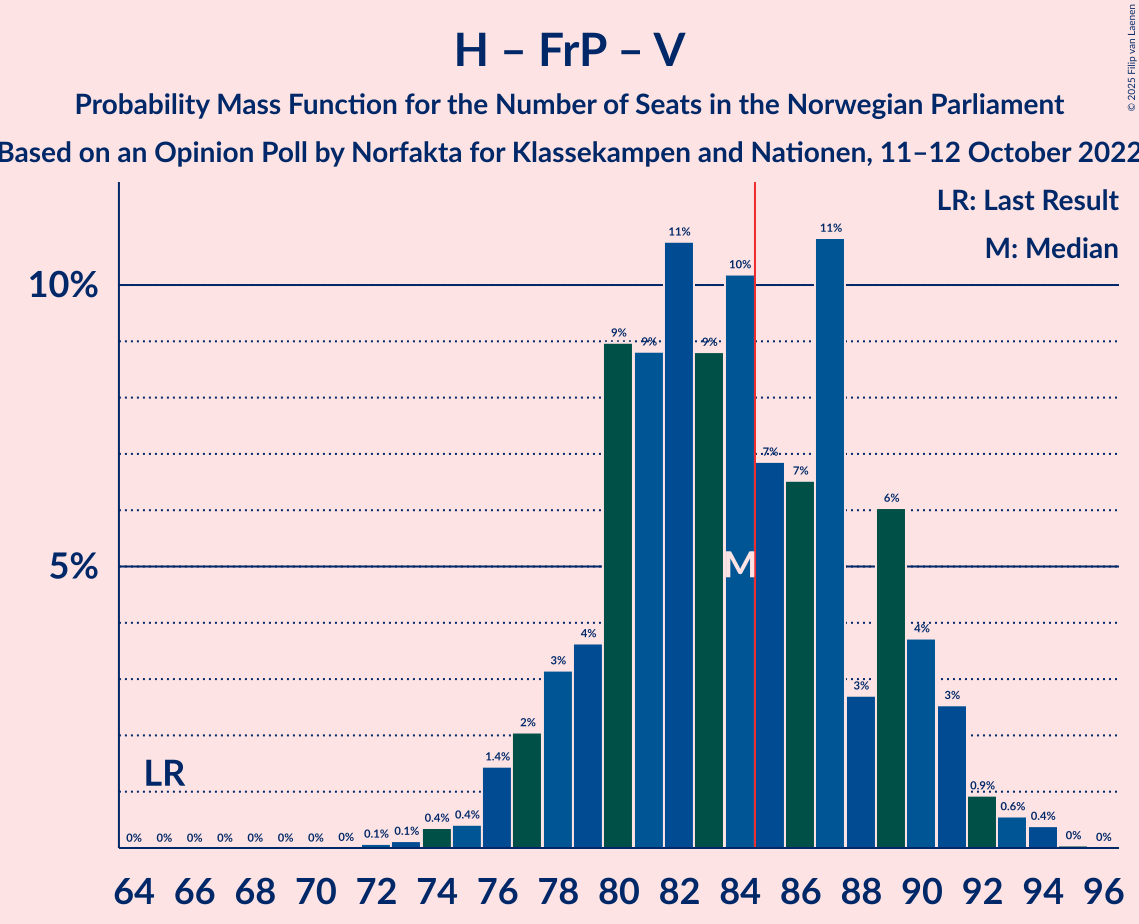 H – FrP – V
Probability Mass Function for the Number of Seats in the Norwegian Parliament
Based on an Opinion Poll by Norfakta for Klassekampen and Nationen, 11–12 October 2022
© 2025 Filip van Laenen
LR: Last Result
M: Median
10%
5%
LR
M
0% 0% 0% 0% 0% 0% 0% 0% 0.1% 0.1% 0.4% 0.4% 1.4% 2% 3% 4% 9% 9% 11% 9% 10% 7% 7% 11% 3% 6% 4% 3% 0.9% 0.6% 0.4% 0% 0%
64 66 68 70 72 74 76 78 80 82 84 86 88 90 92 94 96